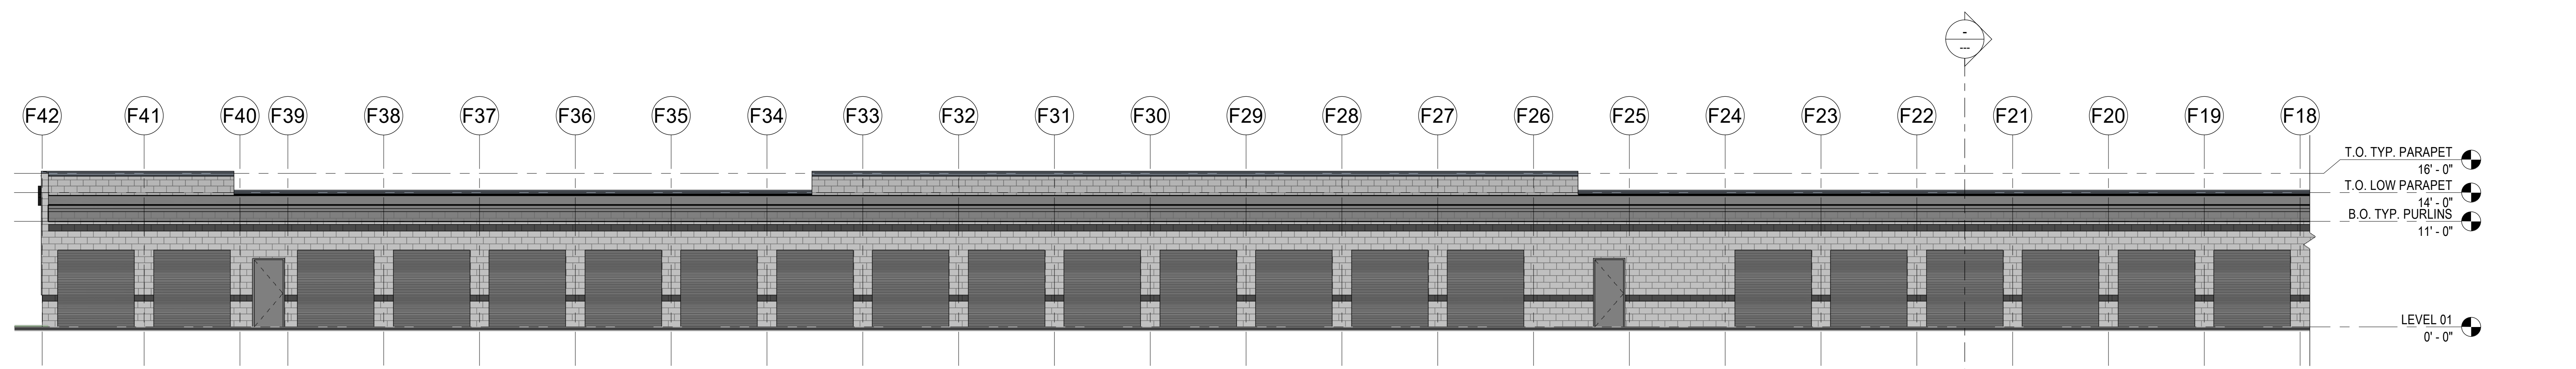 -
---
F42 F41 F40 F39 F38 F37 F36 F35 F34 F33 F32 F31 F30 F29 F28 F27 F26 F25 F24 F23 F22 F21 F20 F19 F18
T.O. TYP. PARAPET
16' - 0"
T.O. LOW PARAPET
14' - 0"
B.O. TYP. PURLINS
11' - 0"
LEVEL 01
0' - 0"